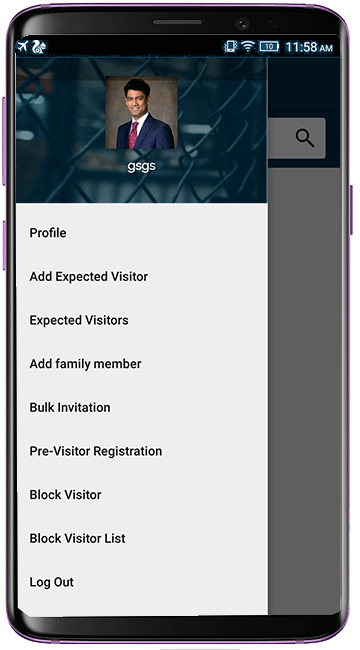 10 11:58 AM
gsgs
Profile
Add Expected Visitor
Expected Visitors
Add family member
Bulk Invitation
Pre-Visitor Registration
Block Visitor
Block Visitor List
Log Out